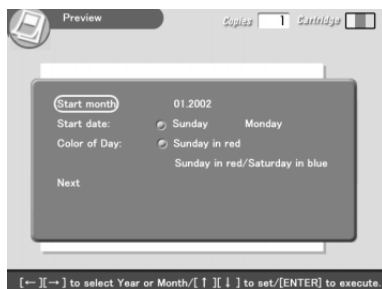 Preview
Copies 1 Cartridge
Start month 01.2002
Start date: Sunday Monday
Color of Day: Sunday in red
Sunday in red/Saturday in blue
Next
[←][→] to select Year or Month/[↑][↓] to set/[ENTER] to execute.